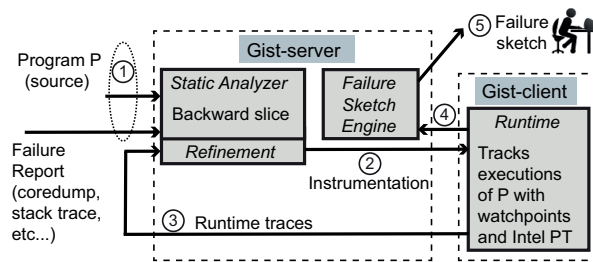 Gist-server
5 Failure
sketch
Program P
(source)
1
Static Analyzer
Backward slice
Refinement
Failure
Sketch
Engine
4
Gist-client
Runtime
Tracks
executions
of P with
watchpoints
and Intel PT
2
Instrumentation
Failure
Report
(coredump,
stack trace,
etc...)
3 Runtime traces